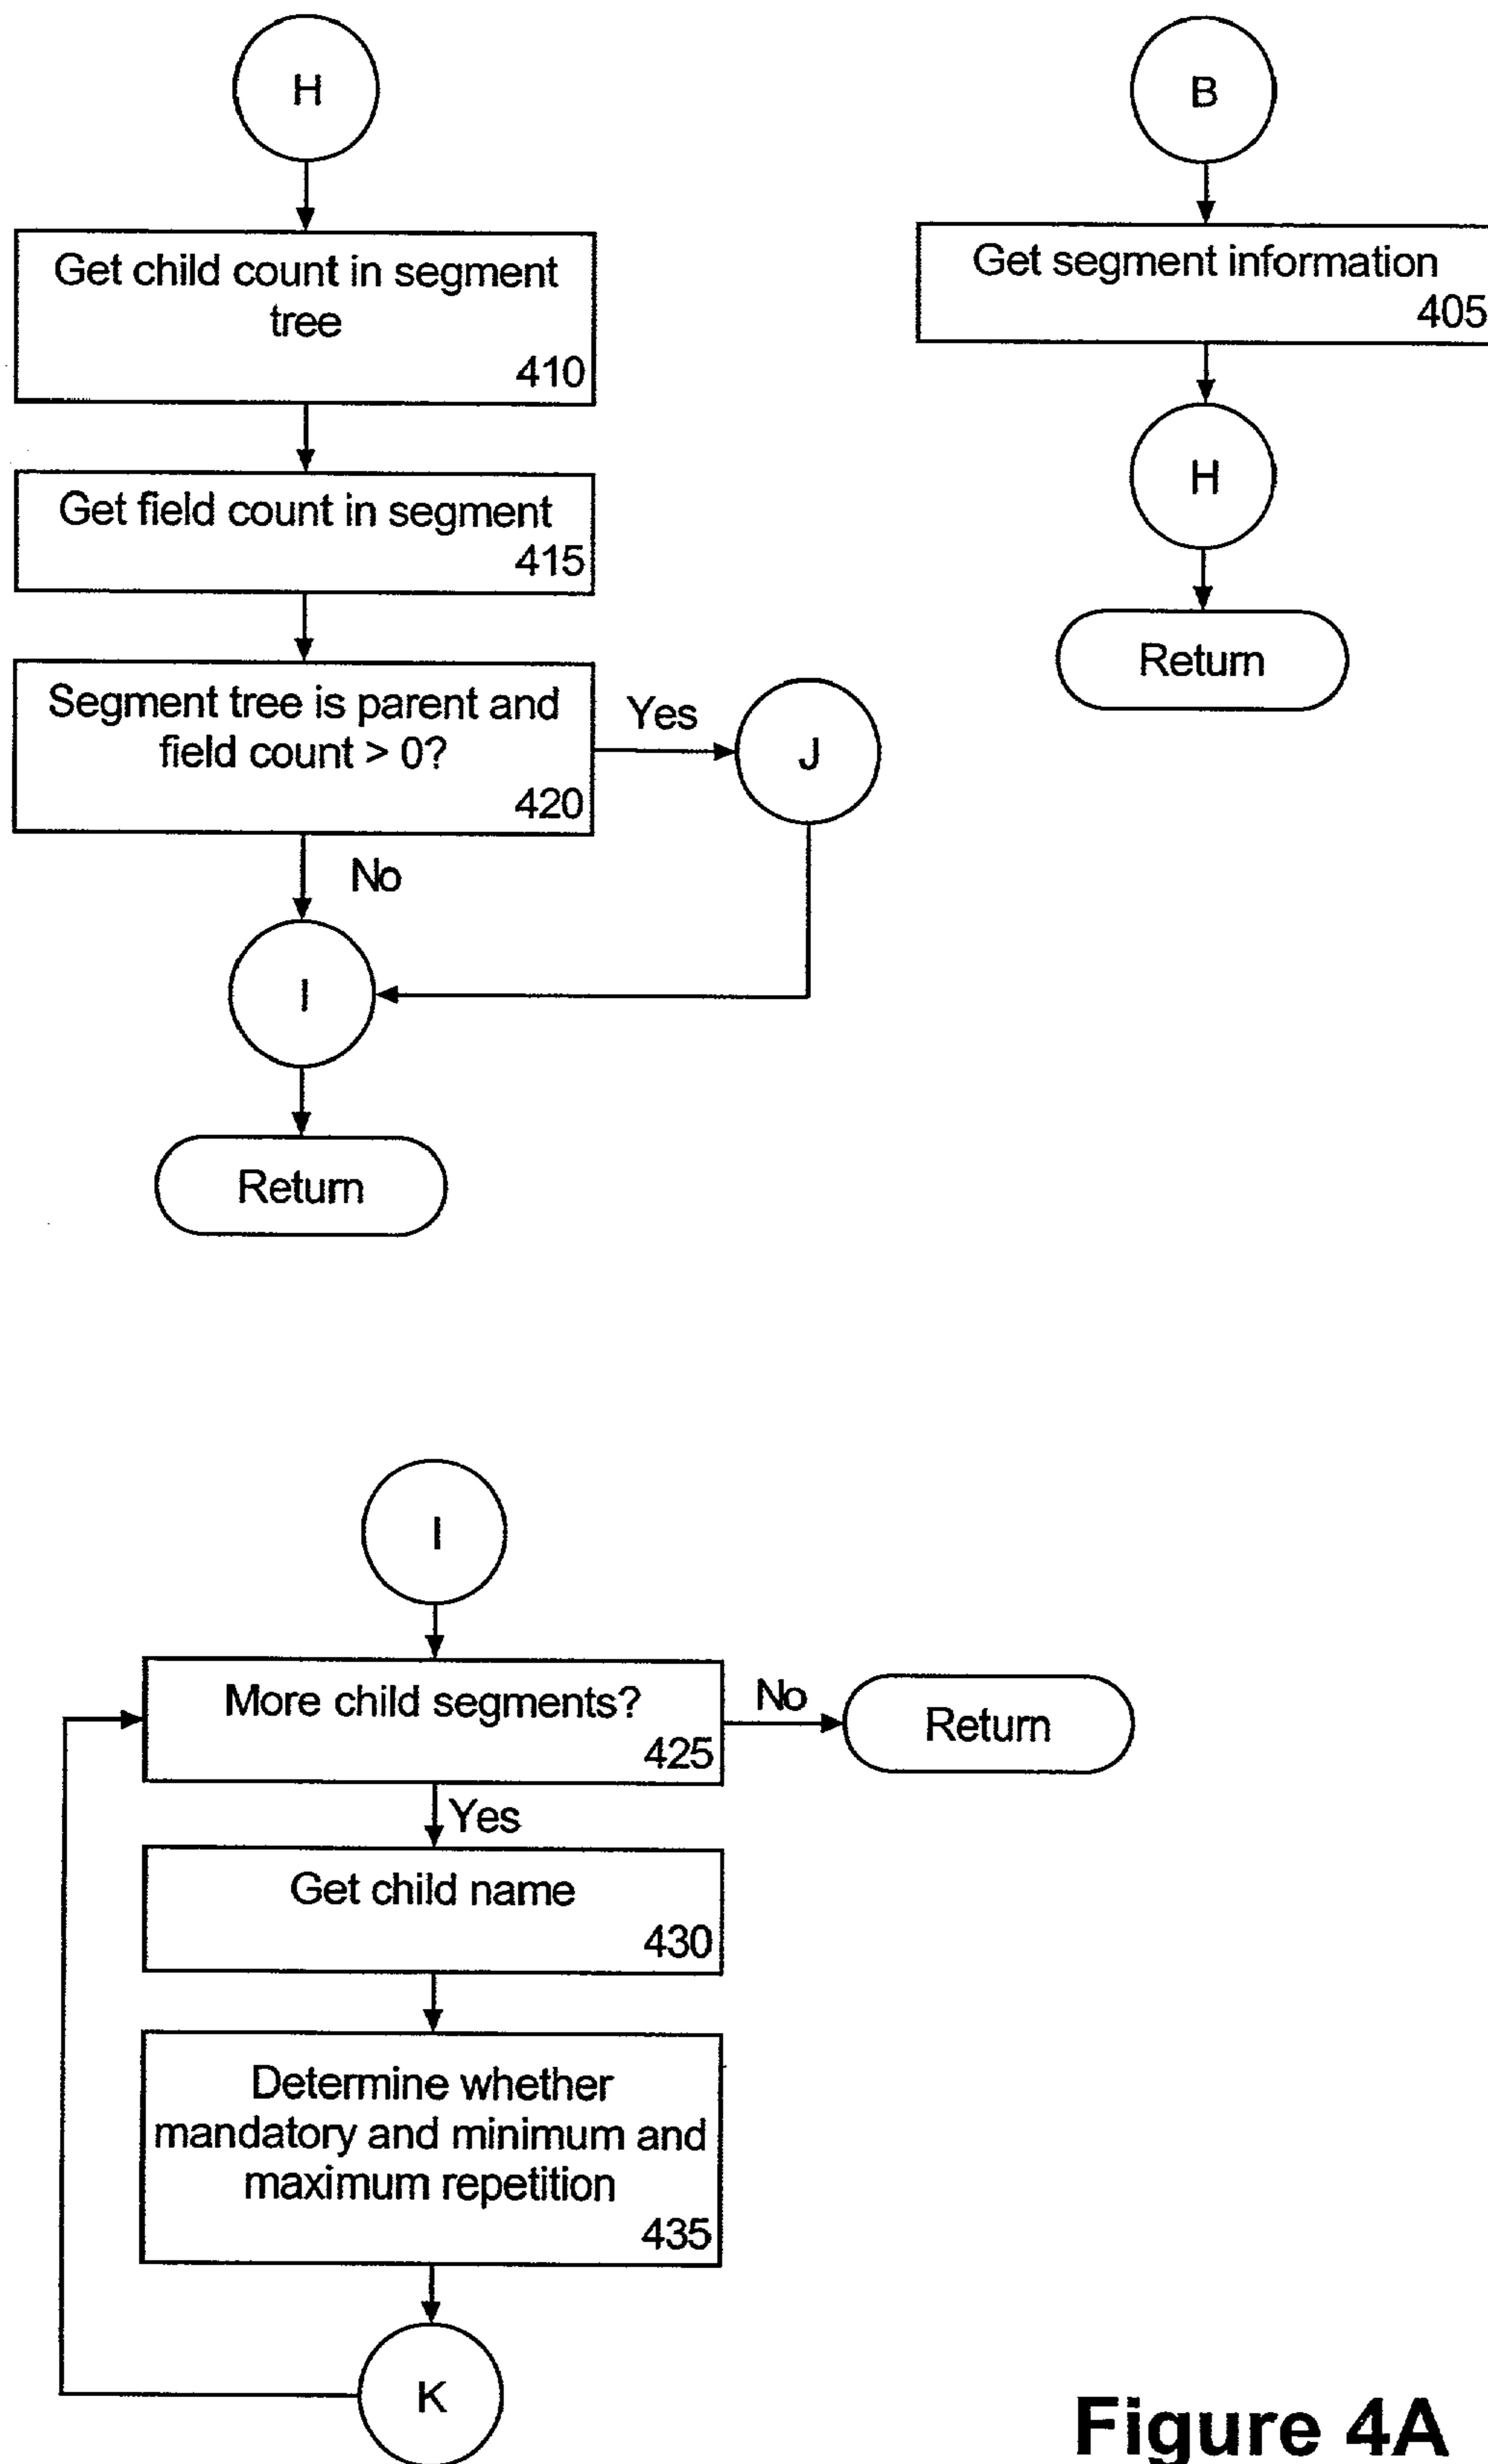 H
Get child count in segment
tree
410
Get field count in segment
415
Segment tree is parent and
field count > 0?
420
Yes
J
No
I
Return
B
Get segment information
405
H
Return
I
More child segments?
425
No
Return
Yes
Get child name
430
Determine whether
mandatory and minimum and
maximum repetition
435
K
Figure 4A